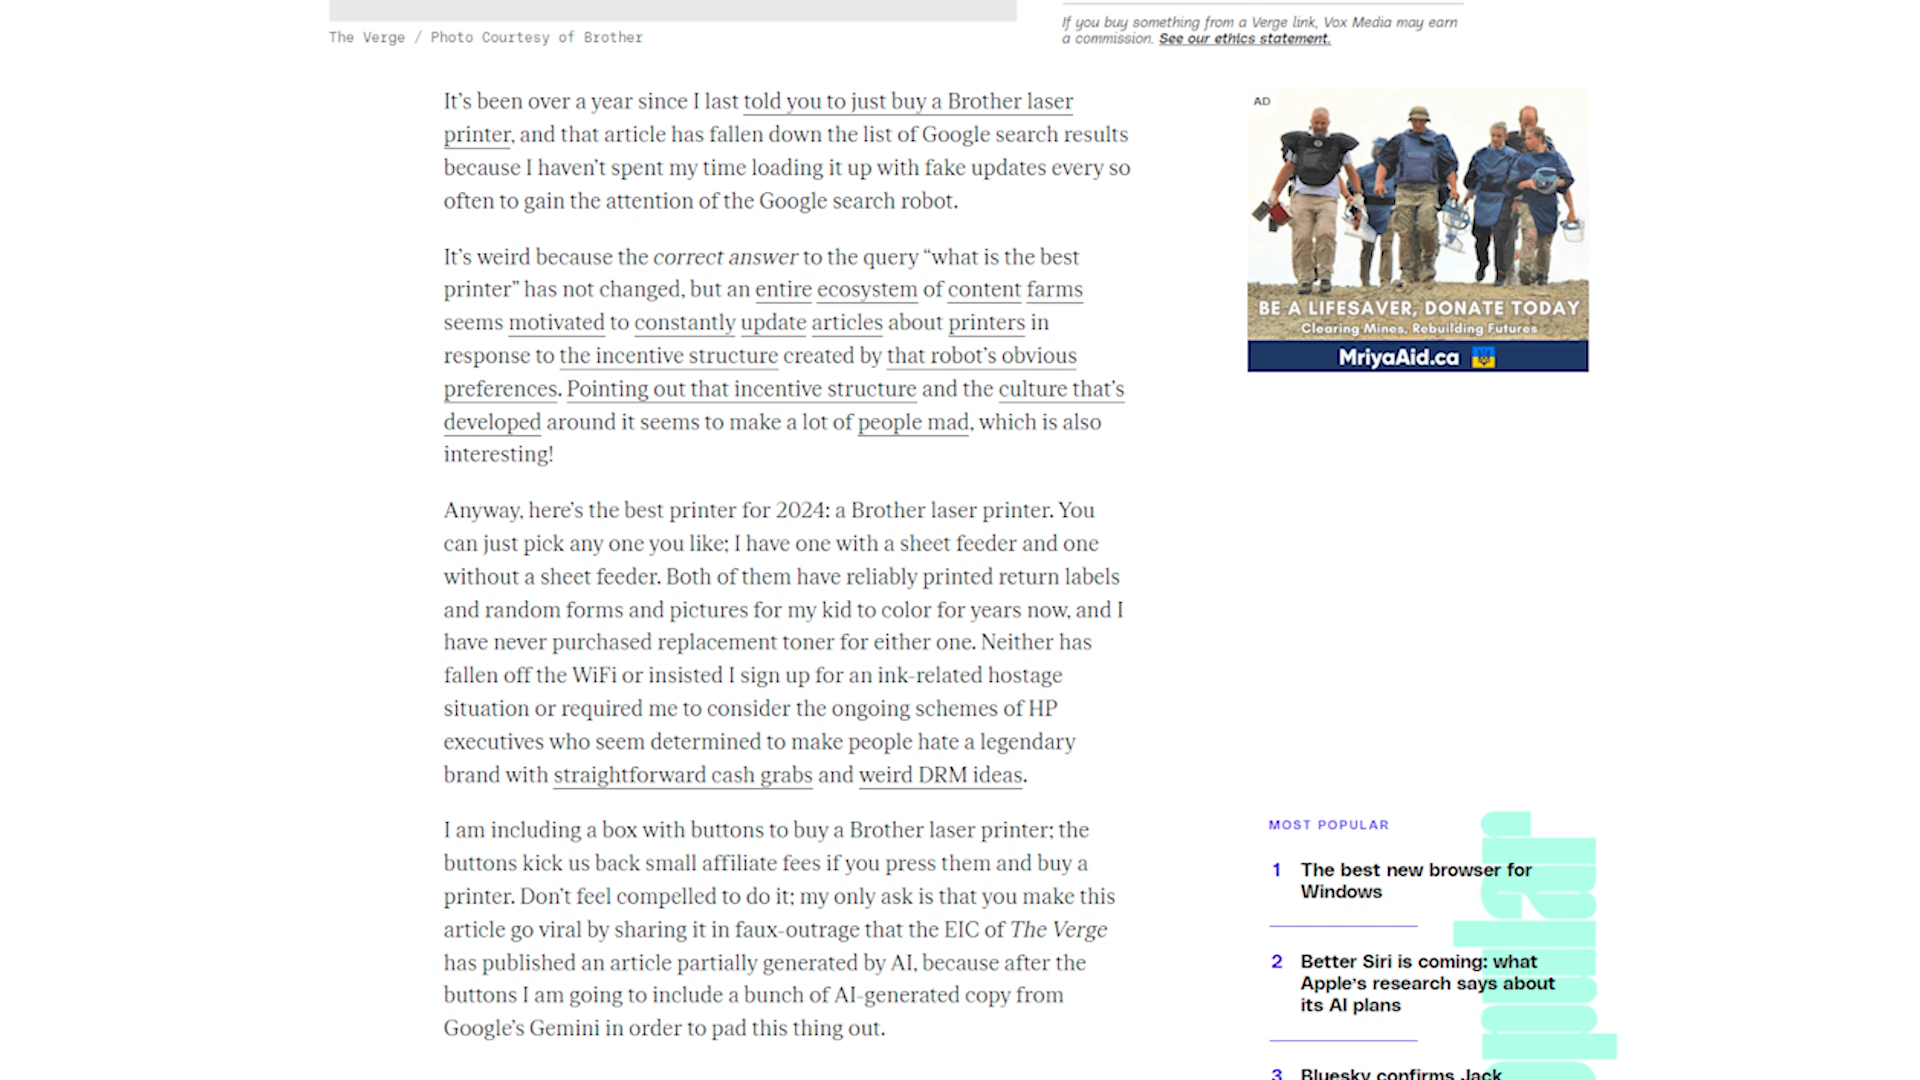 The Verge / Photo Courtesy of Brother
If you buy something from a Verge link, Vox Media may earn
a commission. See our ethics statement.
It’s been over a year since I last told you to just buy a Brother laser
printer, and that article has fallen down the list of Google search results
because I haven’t spent my time loading it up with fake updates every so
often to gain the attention of the Google search robot.
It’s weird because the correct answer to the query “what is the best
printer” has not changed, but an entire ecosystem of content farms
seems motivated to constantly update articles about printers in
response to the incentive structure created by that robot’s obvious
preferences. Pointing out that incentive structure and the culture that’s
developed around it seems to make a lot of people mad, which is also
interesting!
Anyway, here’s the best printer for 2024: a Brother laser printer. You
can just pick any one you like; I have one with a sheet feeder and one
without a sheet feeder. Both of them have reliably printed return labels
and random forms and pictures for my kid to color for years now, and I
have never purchased replacement toner for either one. Neither has
fallen off the WiFi or insisted I sign up for an ink-related hostage
situation or required me to consider the ongoing schemes of HP
executives who seem determined to make people hate a legendary
brand with straightforward cash grabs and weird DRM ideas.
I am including a box with buttons to buy a Brother laser printer; the
buttons kick us back small affiliate fees if you press them and buy a
printer. Don’t feel compelled to do it; my only ask is that you make this
article go viral by sharing it in faux-outrage that the EIC of The Verge
has published an article partially generated by AI, because after the
buttons I am going to include a bunch of AI-generated copy from
Google’s Gemini in order to pad this thing out.
AD
BE A LIFESAVER, DONATE TODAY
Clearing Mines, Rebuilding Futures
MriyaAid.ca
MOST POPULAR
1 The best new browser for
Windows
2 Better Siri is coming: what
Apple’s research says about
its AI plans
3 Bluesky confirms Jack